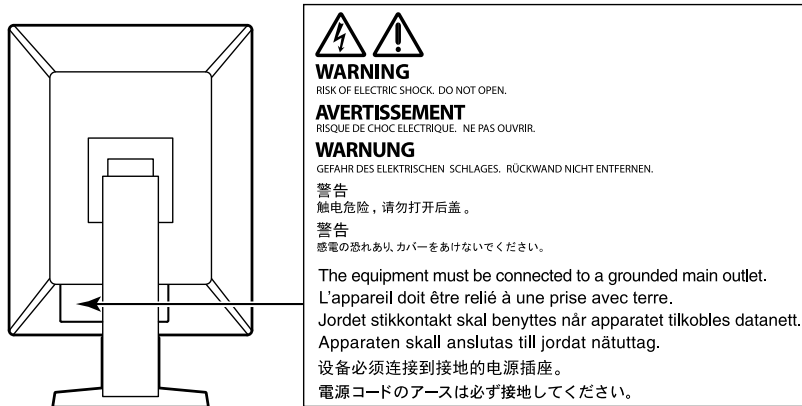 WARNING
RISK OF ELECTRIC SHOCK. DO NOT OPEN.
AVERTISSEMENT
RISQUE DE CHOC ELECTRIQUE. NE PAS OUVRIR.
WARNUNG
GEFAHR DES ELEKTRISCHEN SCHLAGES. RÜCKWAND NICHT ENTFERNEN.
警告
触电危险，请勿打开后盖。
警告
感電の恐れあり、カバーをあけないでください。
The equipment must be connected to a grounded main outlet.
L'appareil doit être relié à une prise avec terre.
Jordet stikkontakt skal benyttes når apparatet tilkobles datanett.
Apparaten skall anslutas till jordat nätuttag.
设备必须连接到接地的电源插座。
電源コードのアースは必ず接地してください。